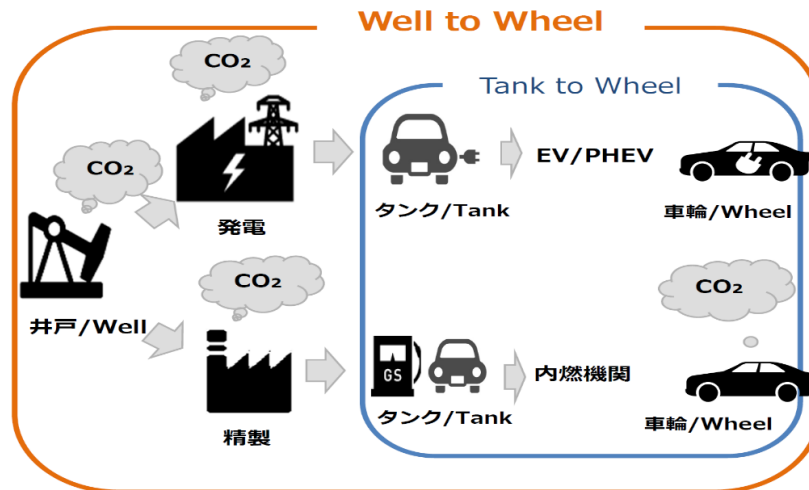 Well to Wheel
Tank to Wheel
CO₂
CO₂
発電
井戸/Well
CO₂
精製
タンク/Tank
EV/PHEV
車輪/Wheel
GS
タンク/Tank
内燃機関
CO₂
車輪/Wheel